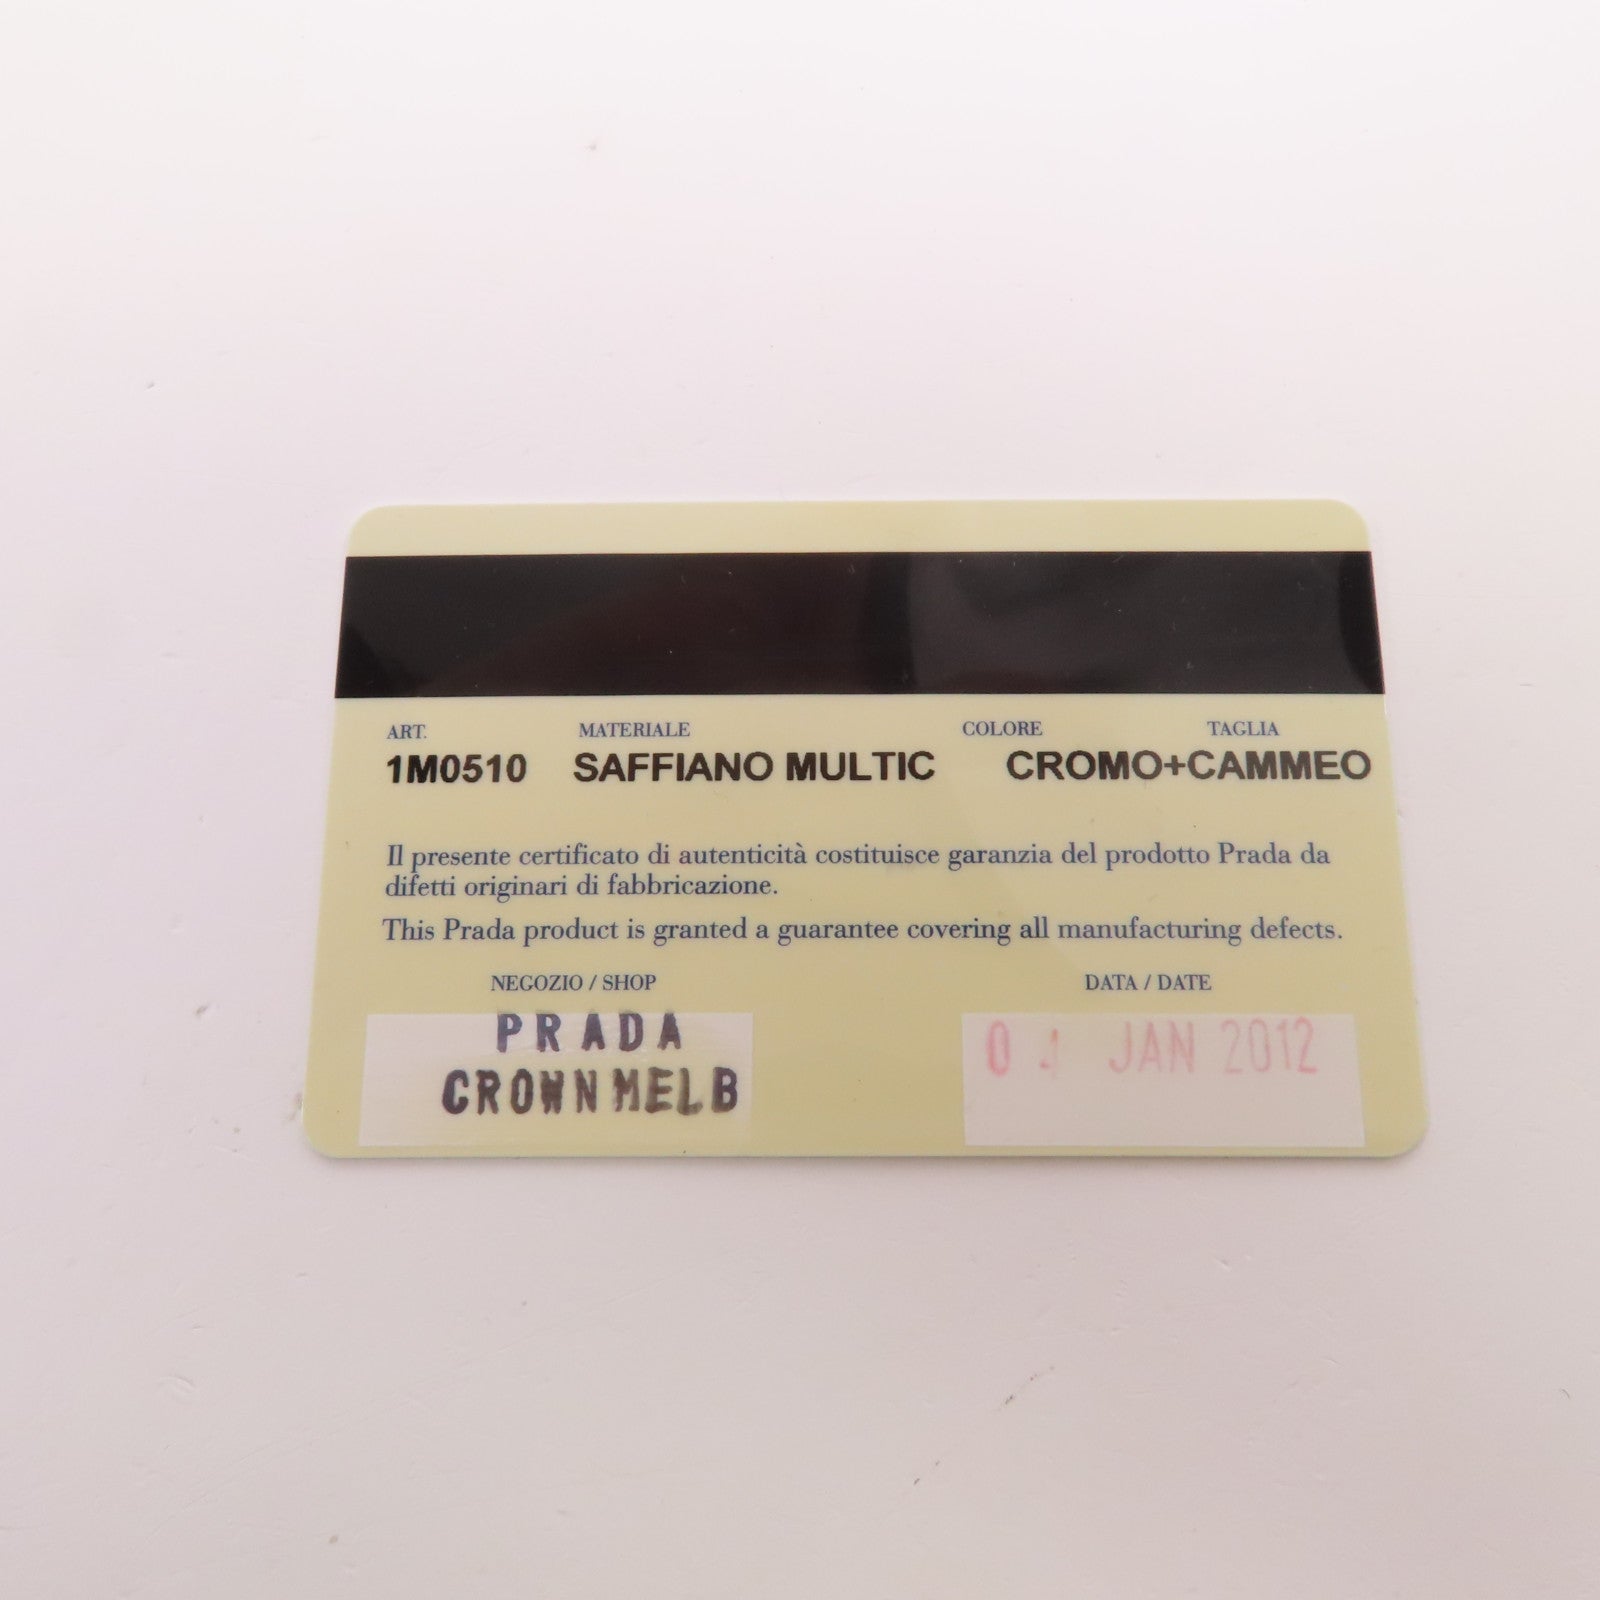 ART. MATERIALE COLORE TAGLIA
1M0510 SAFFIANO MULTIC CROMO+CAMMEO
Il presente certificato di autenticità costituisce garanzia del prodotto Prada da
difetti originari di fabbricazione.
This Prada product is granted a guarantee covering all manufacturing defects.
NEGOZIO / SHOP DATA / DATE
PRADA
CROWN MELB
JAN 2012